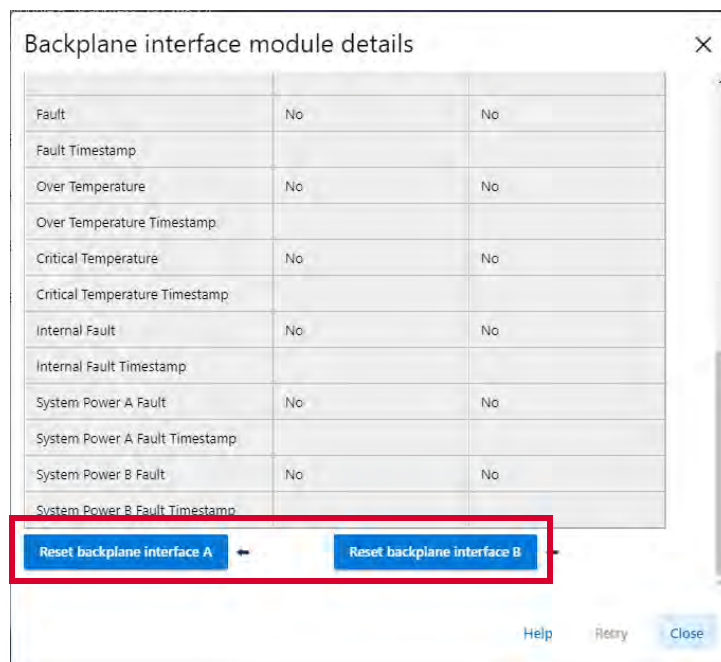 Backplane interface module details
Fault No No
Fault Timestamp
Over Temperature No No
Over Temperature Timestamp
Critical Temperature No No
Critical Temperature Timestamp
Internal Fault No No
Internal Fault Timestamp
System Power A Fault No No
System Power A Fault Timestamp
System Power B Fault No No
System Power B Fault Timestamp
Reset backplane interface A Reset backplane interface B
Help Retry Close